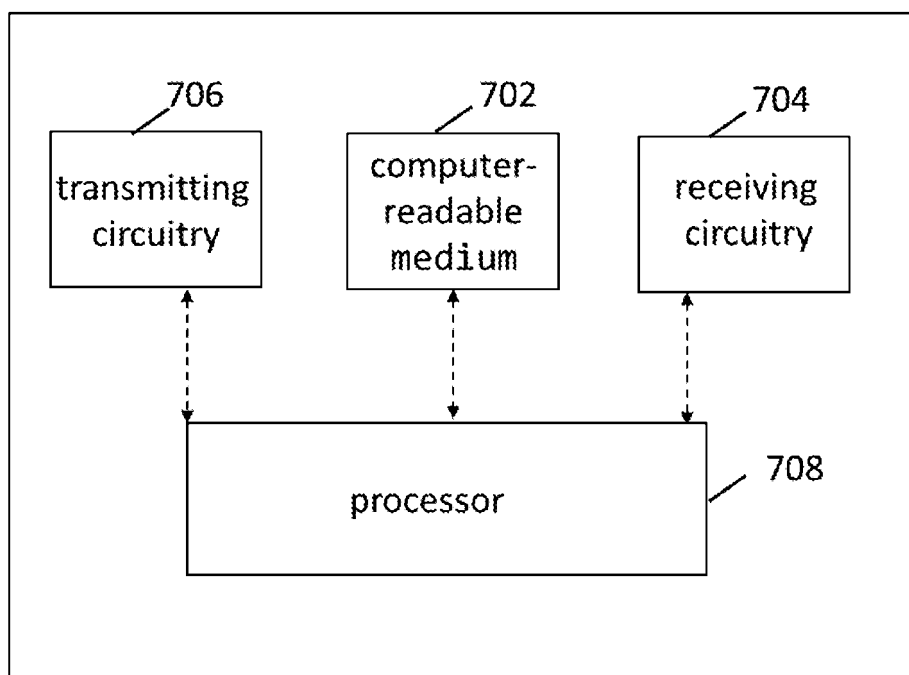 706
702
704
transmitting
circuitry
computer-
readable
medium
receiving
circuitry
processor
708